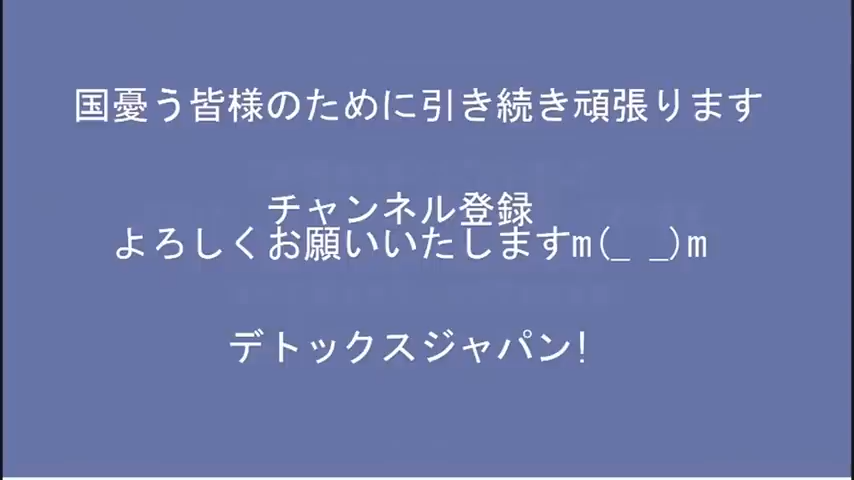 国憂う皆様のために引き続き頑張ります
チャンネル登録
よろしくお願いいたしますm(_ _)m
デトックスジャパン!